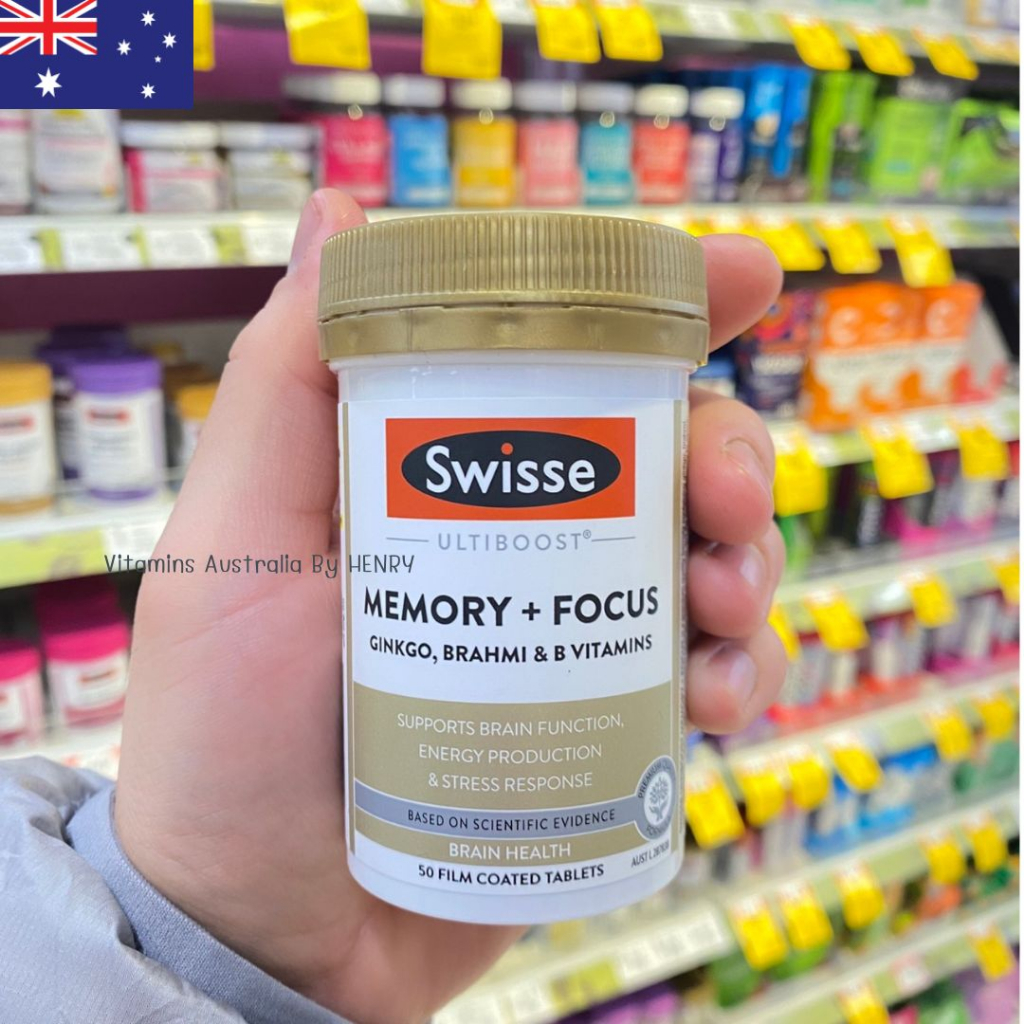 Swisse
ULTIBOOST®
Vitamins Australia By HENRY
MEMORY + FOCUS
GINKGO, BRAHMI & B VITAMINS
SUPPORTS BRAIN FUNCTION,
ENERGY PRODUCTION
& STRESS RESPONSE
BASED ON SCIENTIFIC EVIDENCE
BRAIN HEALTH
50 FILM COATED TABLETS
AUST L